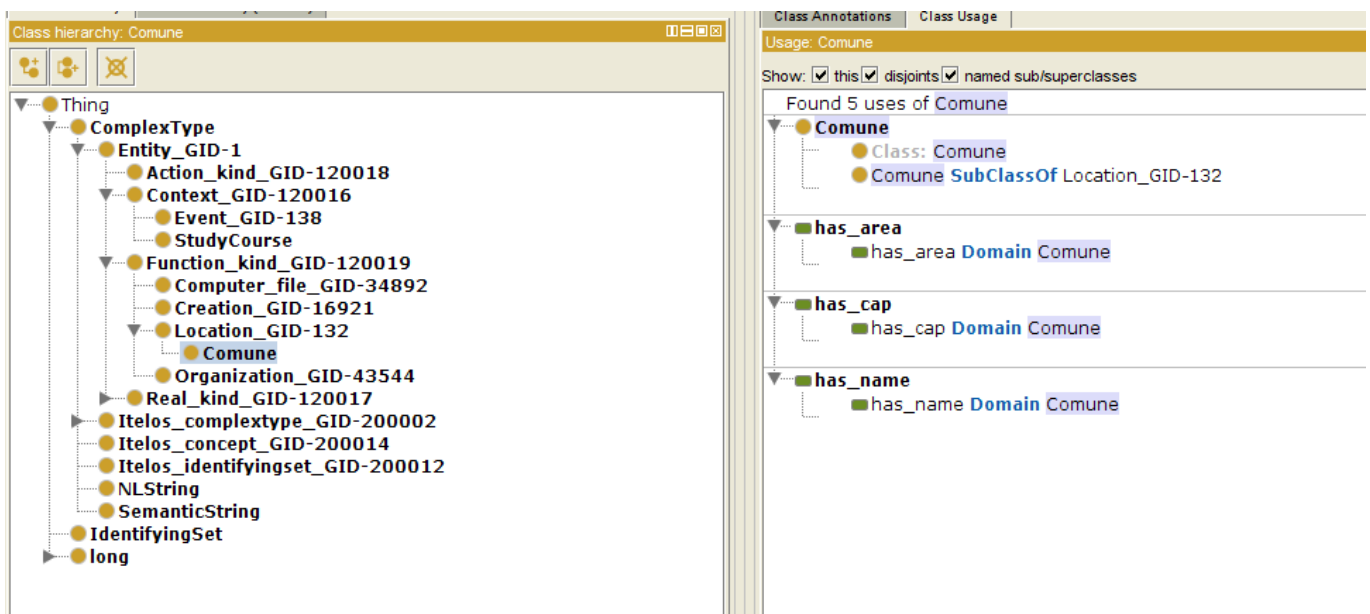 Class hierarchy: Comune
Thing
ComplexType
Entity_GID-1
Action_kind_GID-120018
Context_GID-120016
Event_GID-138
StudyCourse
Function_kind_GID-120019
Computer_file_GID-34892
Creation_GID-16921
Location_GID-132
Comune
Organization_GID-43544
Real_kind_GID-120017
Itelos_complextype_GID-200002
Itelos_concept_GID-200014
Itelos_identifyingset_GID-200012
NLString
SemanticString
IdentifyingSet
long
Class Annotations Class Usage
Usage: Comune
Show: this disjoints named sub/superclasses
Found 5 uses of Comune
Comune
Class: Comune
Comune SubClassOf Location_GID-132
has_area
has_area Domain Comune
has_cap
has_cap Domain Comune
has_name
has_name Domain Comune